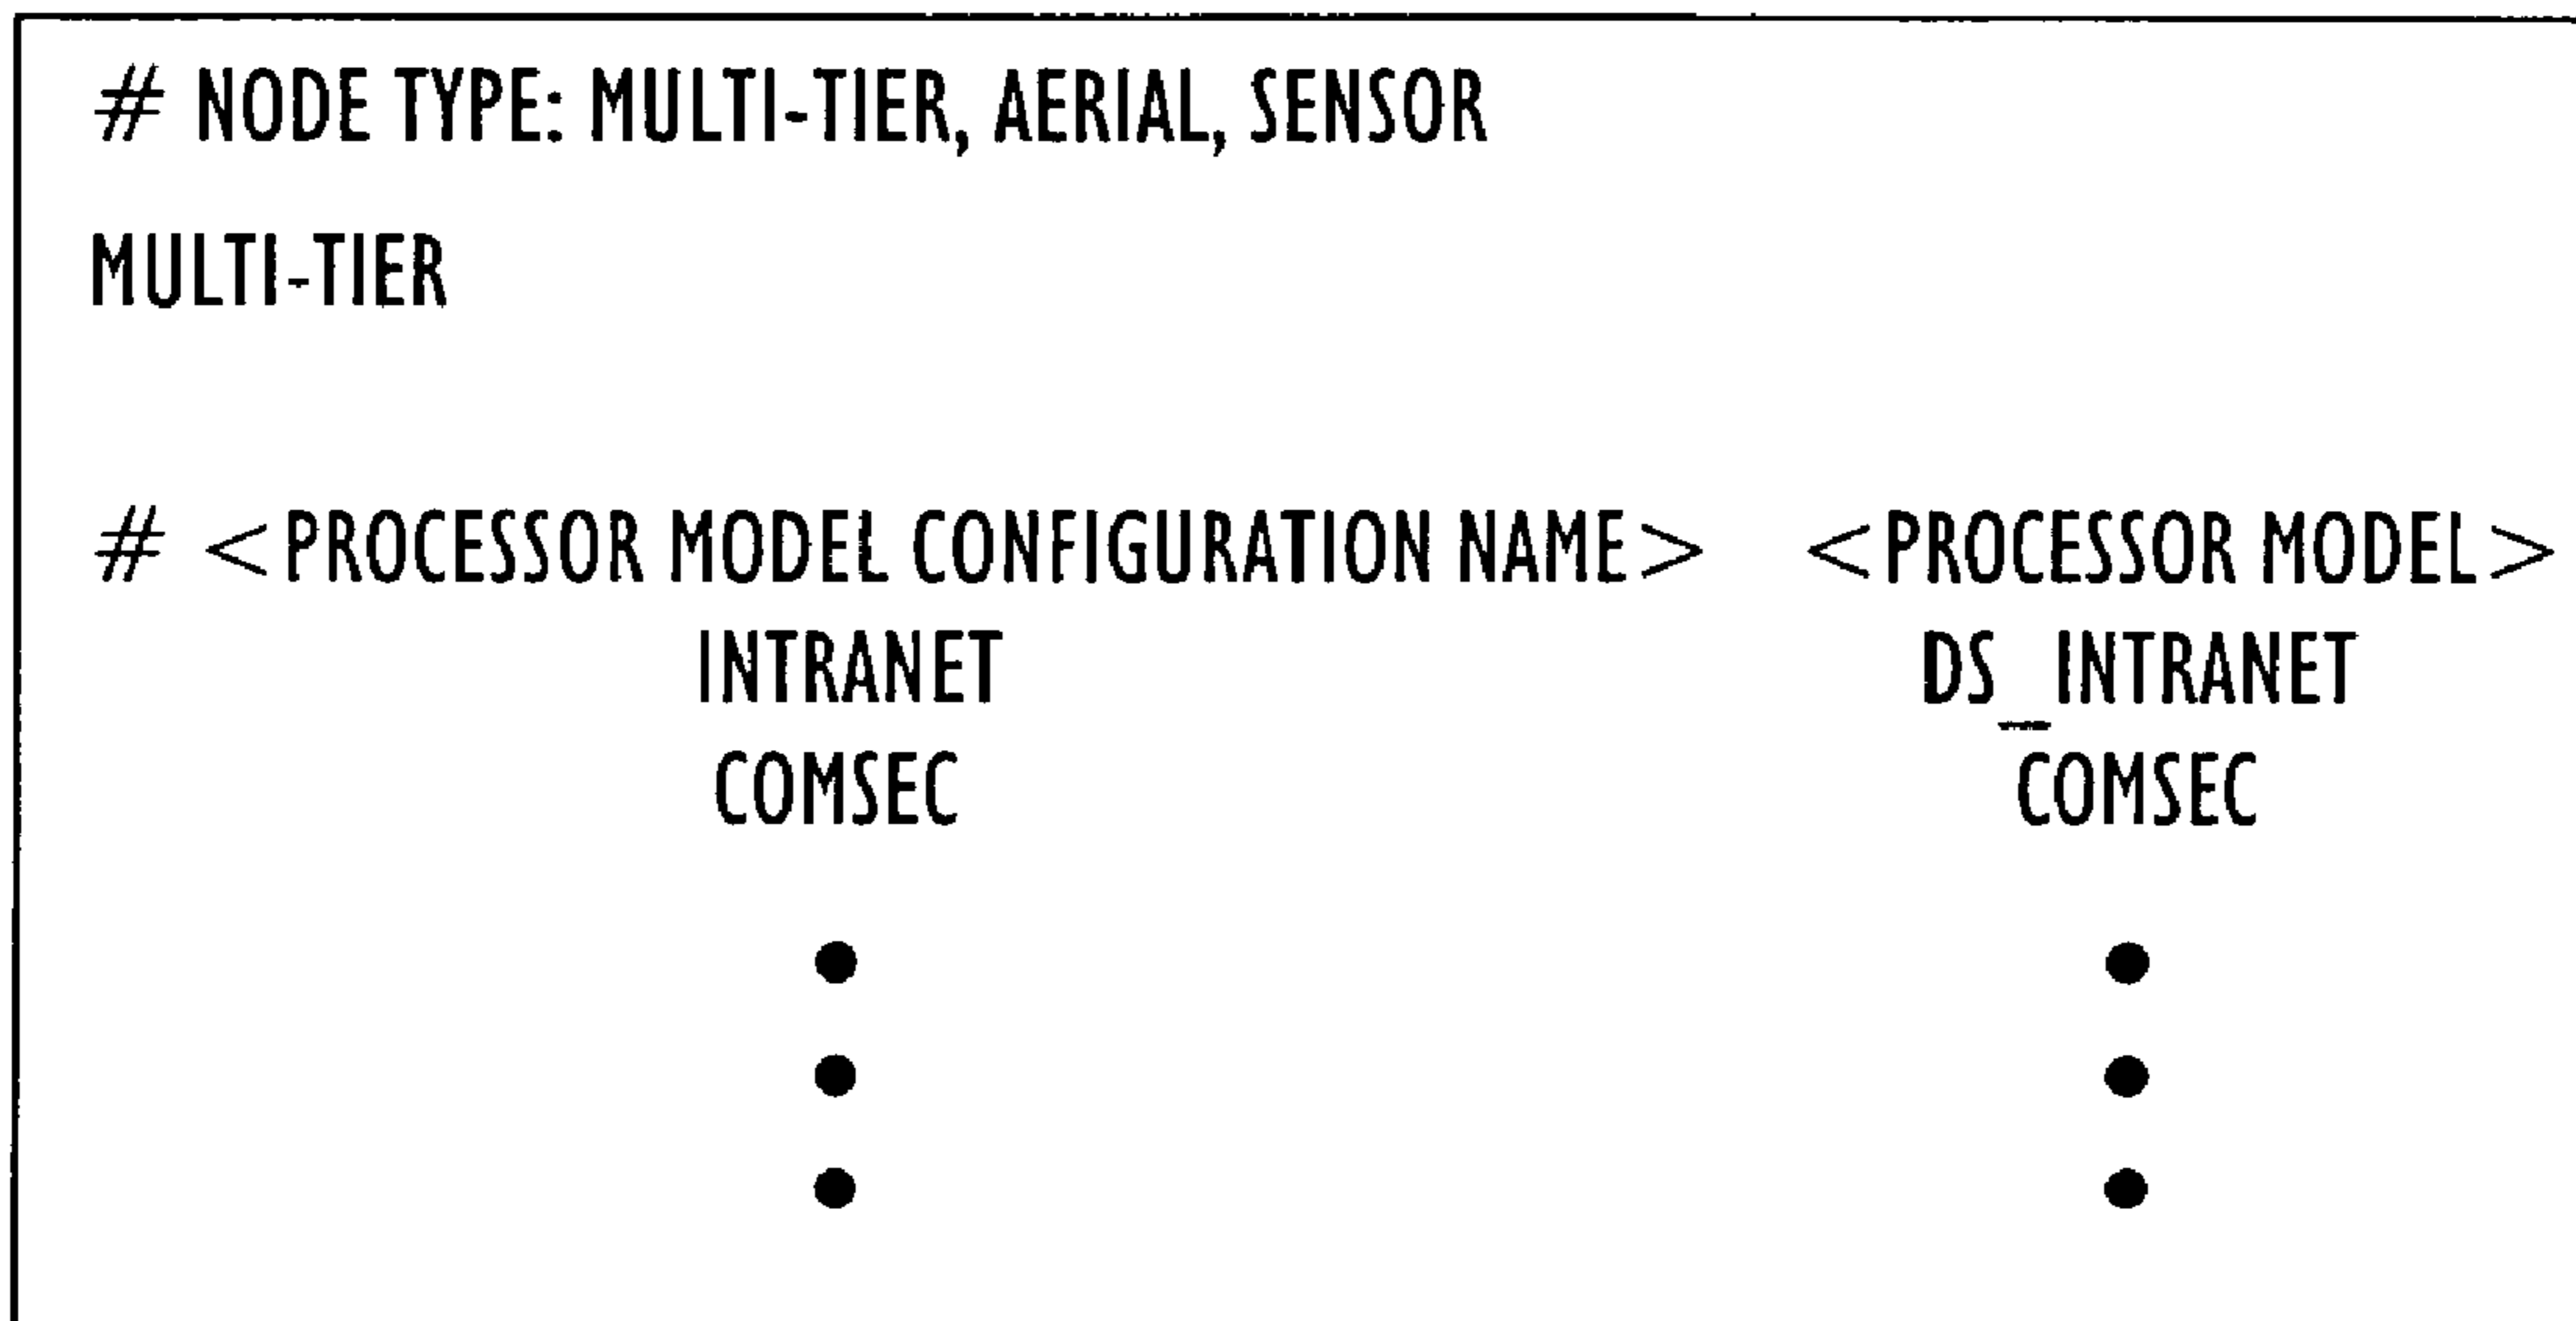 # NODE TYPE: MULTI-TIER, AERIAL, SENSOR
MULTI-TIER
# <PROCESSOR MODEL CONFIGURATION NAME> <PROCESSOR MODEL>
INTRANET DS_INTRANET
COMSEC COMSEC